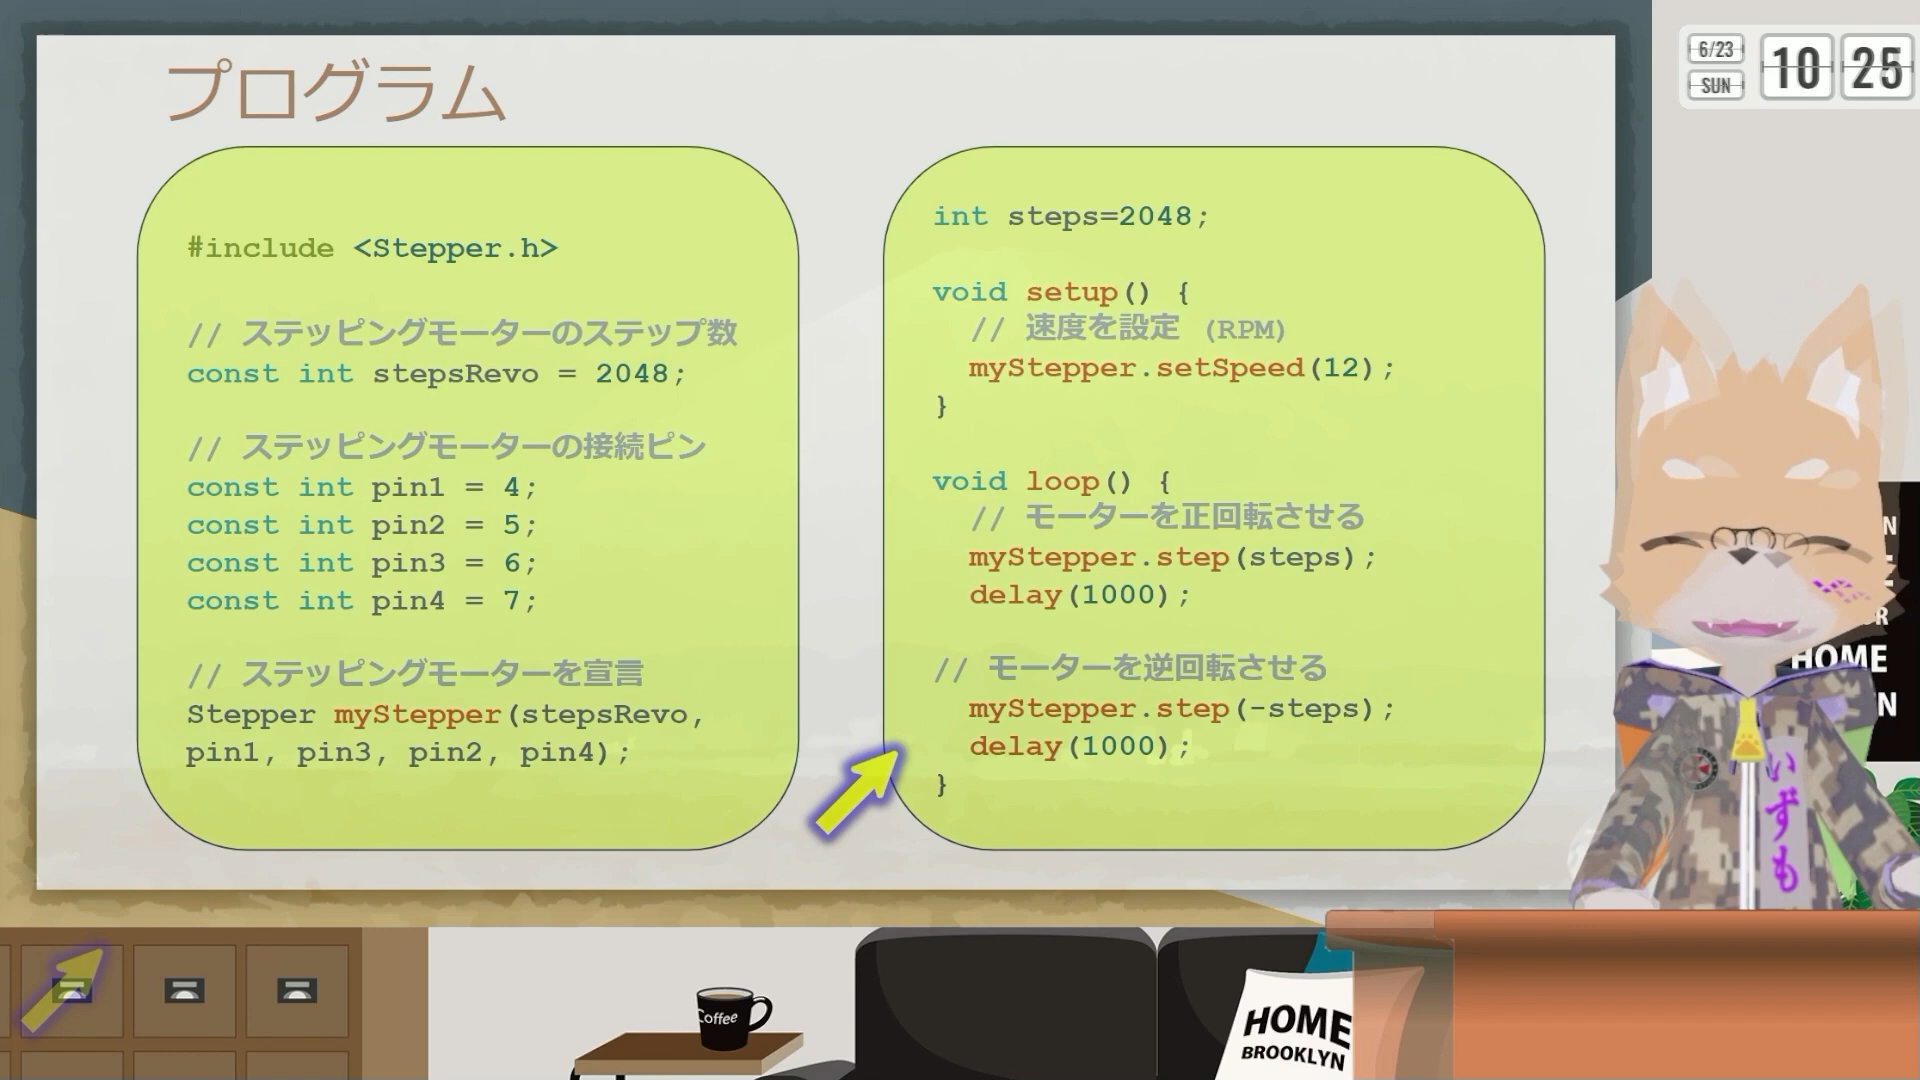 プログラム
#include <Stepper.h>
// ステッピングモーターのステップ数
const int stepsRevo = 2048;
// ステッピングモーターの接続ピン
const int pin1 = 4;
const int pin2 = 5;
const int pin3 = 6;
const int pin4 = 7;
// ステッピングモーターを宣言
Stepper myStepper(stepsRevo,
pin1, pin3, pin2, pin4);
int steps=2048;
void setup() {
// 速度を設定 (RPM)
myStepper.setSpeed(12);
}
void loop() {
// モーターを正回転させる
myStepper.step(steps);
delay(1000);
// モーターを逆回転させる
myStepper.step(-steps);
delay(1000);
}
6/23
SUN
10 25
HOME
いずも
Coffee
HOME
BROOKLYN